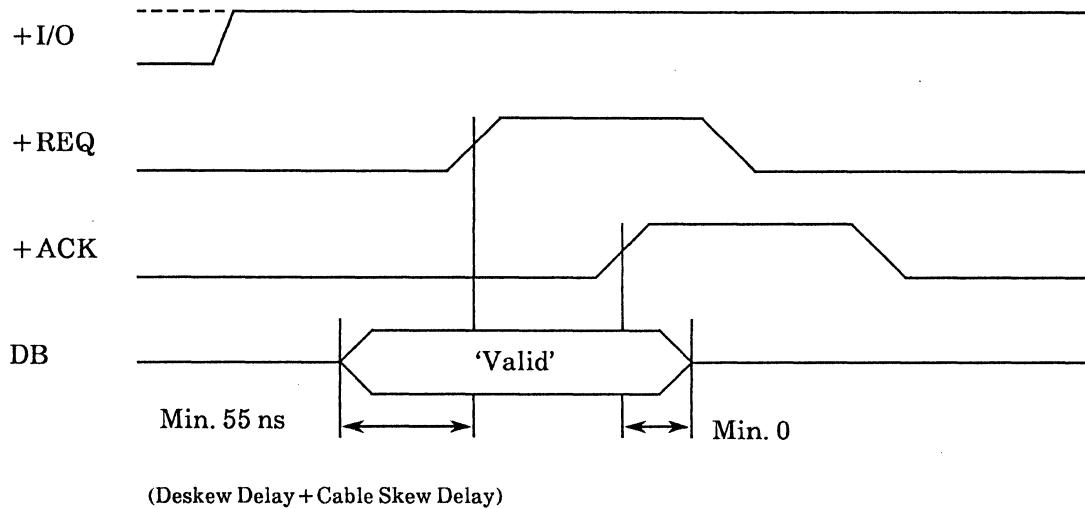 +I/O
+REQ
+ACK
DB
'Valid'
Min. 55 ns
Min. 0
(Deskew Delay + Cable Skew Delay)